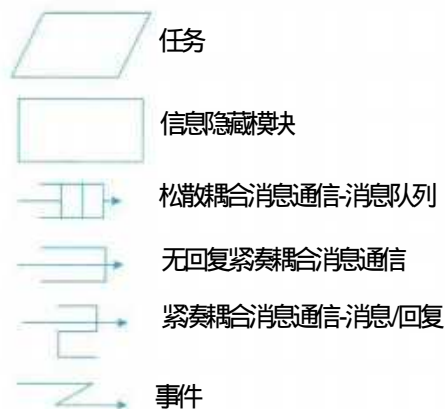 任务
信息隐藏模块
松散耦合消息通信-消息队列
无回复紧奏耦合消息通信
紧奏耦合消息通信-消息/回复
事件